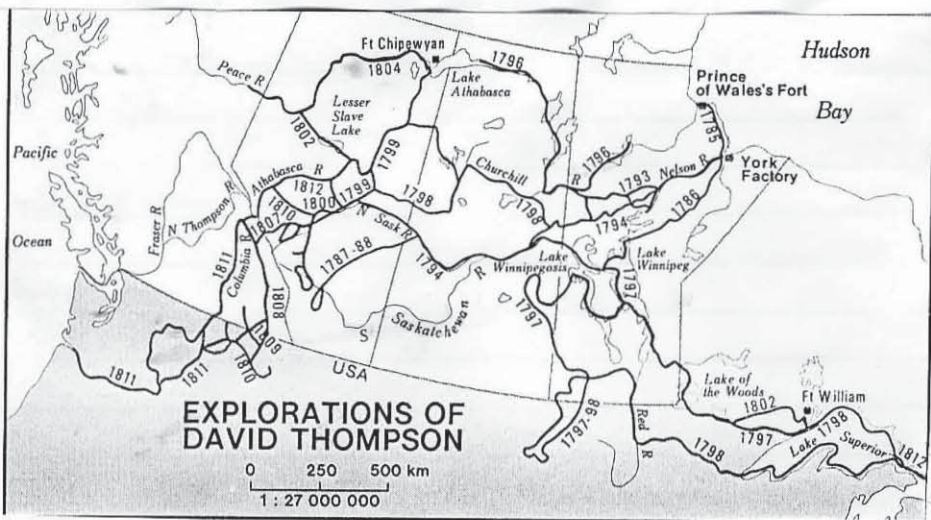 Hudson
Bay
Ft Chipewyan
1804
1796
Lake
Athabasca
Prince
of Wales's Fort
1785
York
Factory
Peace R
1802
Lesser
Slave
Lake
1799
Churchill
R
1796
1793
Nelson R
1786
Pacific
Ocean
Athabasca R
1812
1800
1799
1798
1798
1794
1810
1807
N Thompson R
Fraser R
N Sask R
1787-88
1794
Lake
Winnipegosis
Lake
Winnipeg
1797
1797
Columbia R
1811
1808
S
Saskatchewan
R
1809
1810
1811
1811
USA
Lake of
the Woods
1802
Ft William
1797
1798
Lake Superior
1812
1797-98
Red
R
1798
EXPLORATIONS OF
DAVID THOMPSON
0 250 500 km
1 : 27 000 000